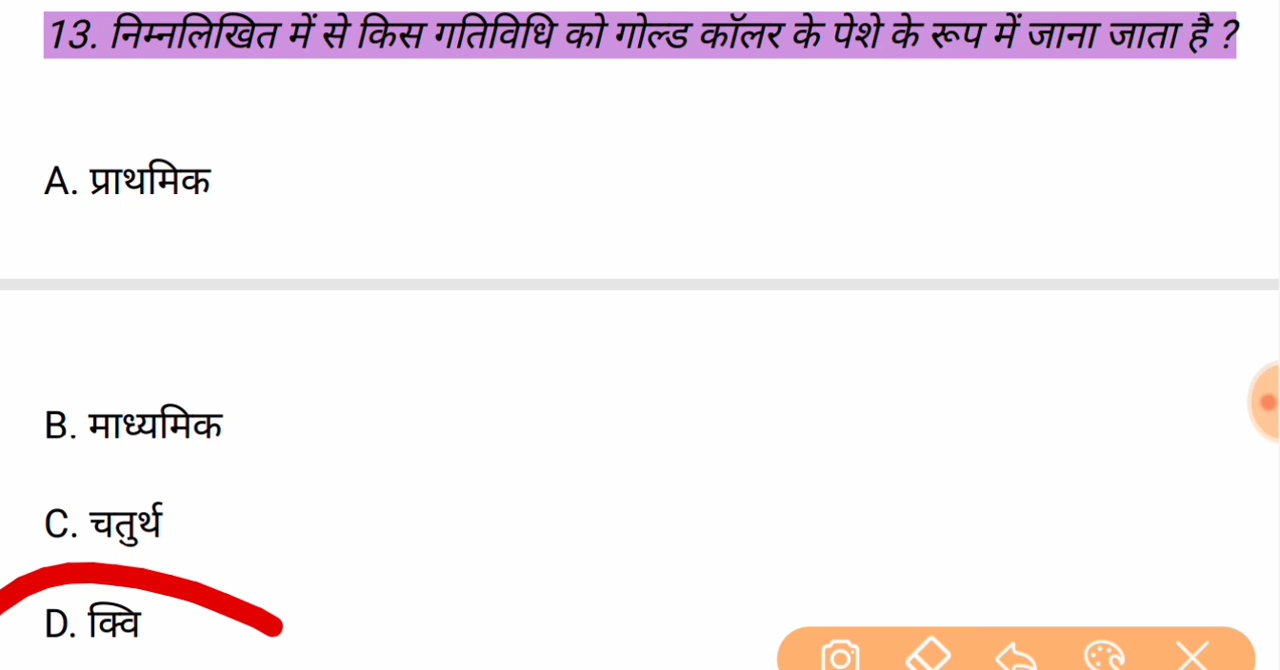 13. निम्नलिखित में से किस गतिविधि को गोल्ड कॉलर के पेशे के रूप में जाना जाता है ?
A. प्राथमिक
B. माध्यमिक
C. चतुर्थ
D. क्वि